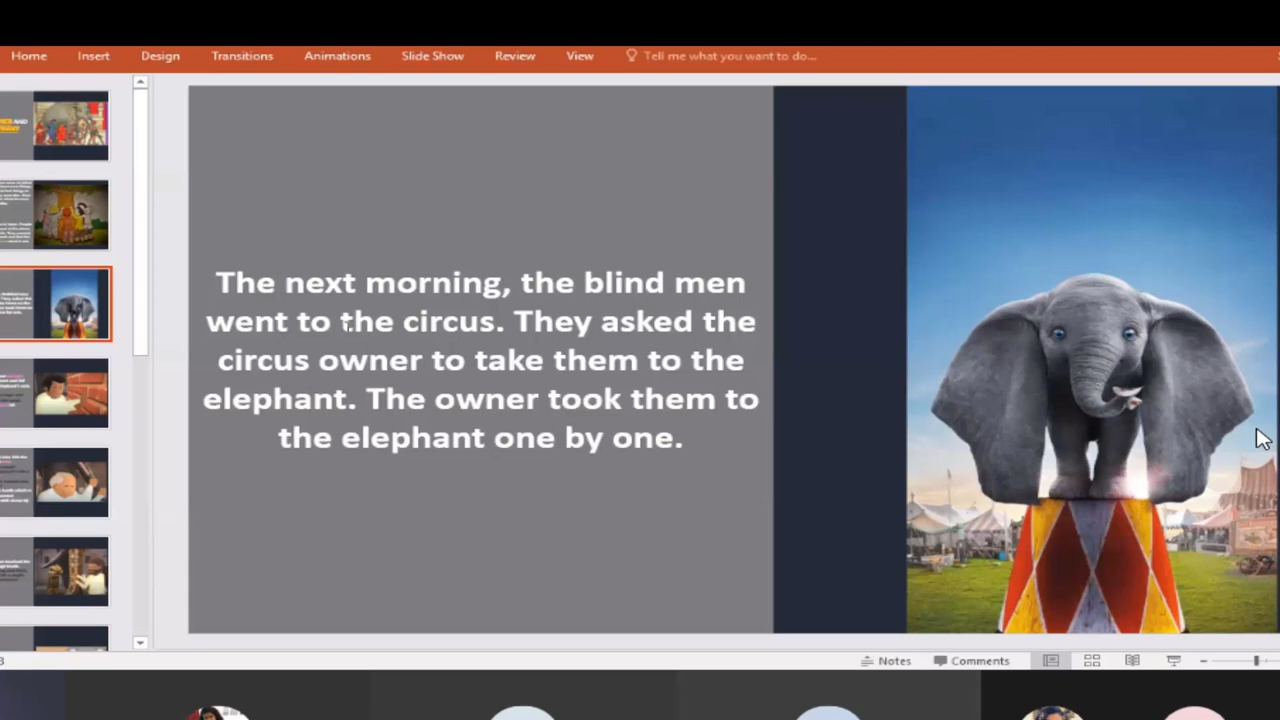 Home Insert Design Transitions Animations Slide Show Review View Tell me what you want to do...
The next morning, the blind men
went to the circus. They asked the
circus owner to take them to the
elephant. The owner took them to
the elephant one by one.
Notes Comments